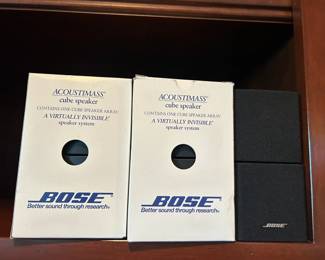 ACOUSTIMASS®
cube speaker
CONTAINS ONE CUBE SPEAKER ARRAY
A VIRTUALLY INVISIBLE®
speaker system
BOSE
Better sound through research®
ACOUSTIMASS®
cube speaker
CONTAINS ONE CUBE SPEAKER ARRAY
A VIRTUALLY INVISIBLE®
speaker system
BOSE
Better sound through research®
BOSE